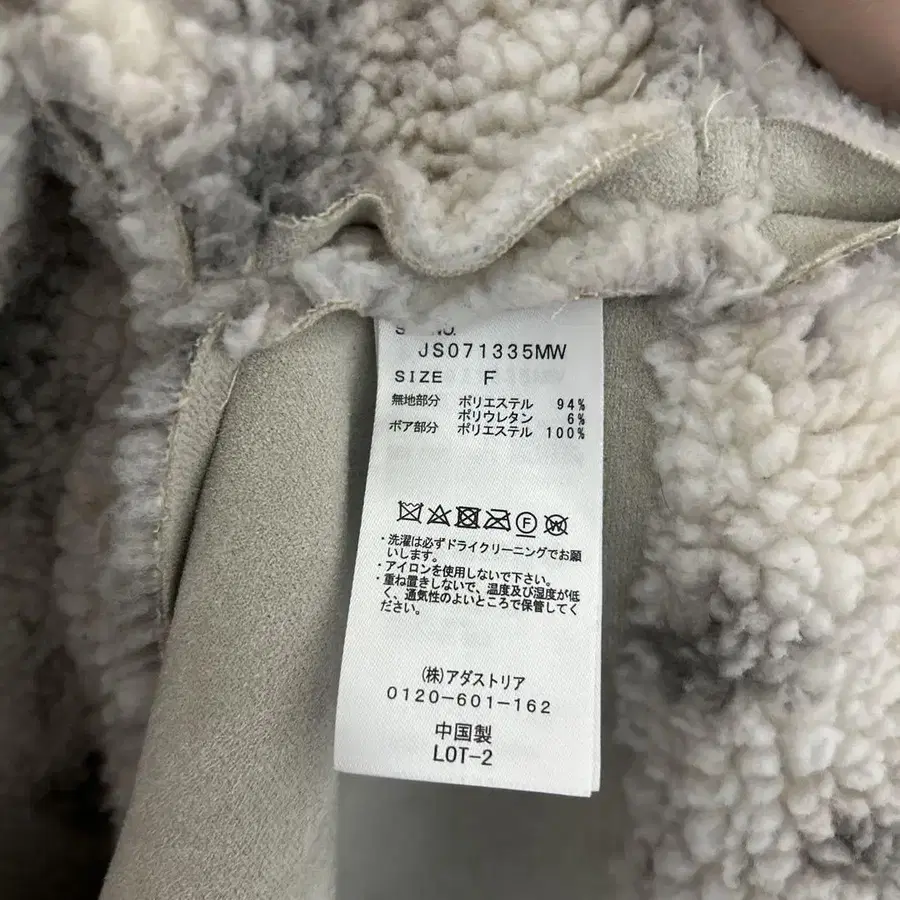 JS071335MW
SIZE F
無地部分 ポリエステル 94%
ポリウレタン 6%
ボア部分 ポリエステル 100%
F W
・洗濯は必ずドライクリーニングでお願
いします。
・アイロンを使用しないで下さい。
・重ね置きしないで、温度及び湿度が低
く、通気性のよいところで保管してく
ださい。
(株)アダストリア
0120-601-162
中国製
LOT-2